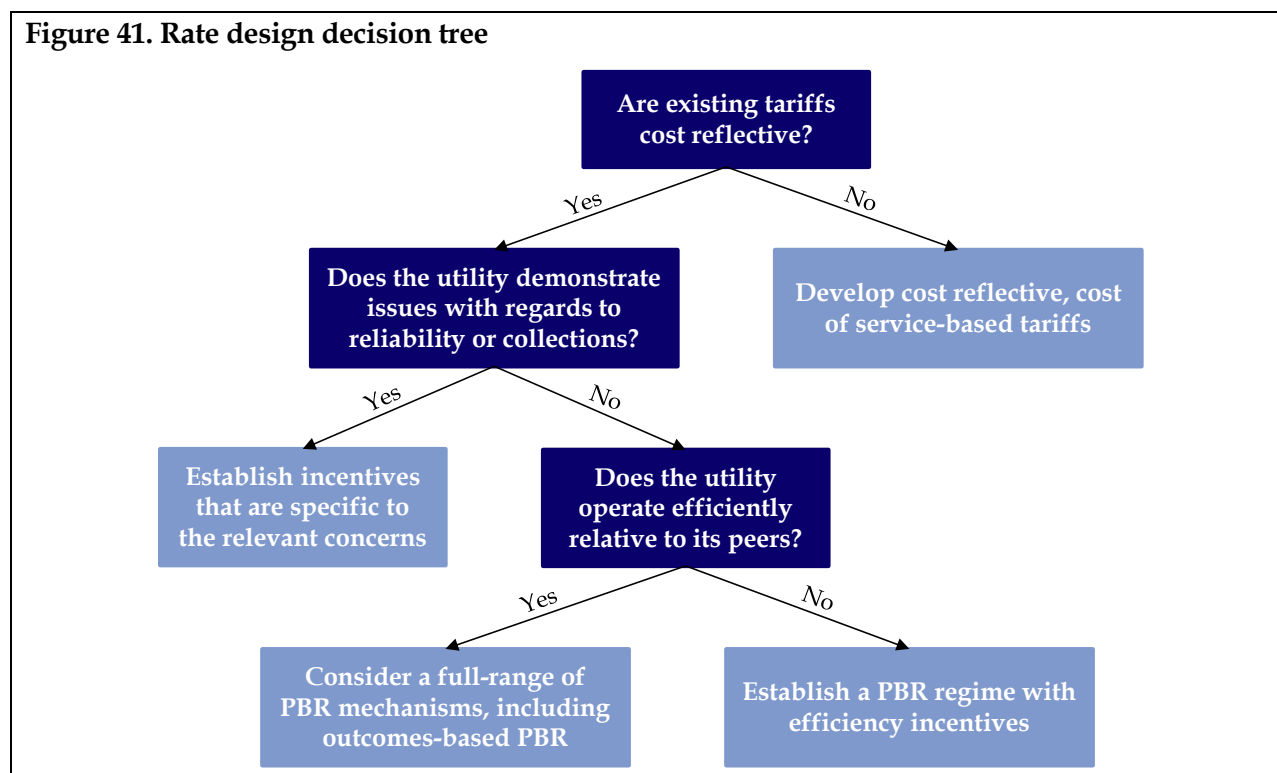 Figure 41. Rate design decision tree
Are existing tariffs
cost reflective?
Yes
No
Does the utility demonstrate
issues with regards to
reliability or collections?
Develop cost reflective, cost
of service-based tariffs
Yes
No
Establish incentives
that are specific to
the relevant concerns
Does the utility
operate efficiently
relative to its peers?
Yes
No
Consider a full-range of
PBR mechanisms, including
outcomes-based PBR
Establish a PBR regime with
efficiency incentives